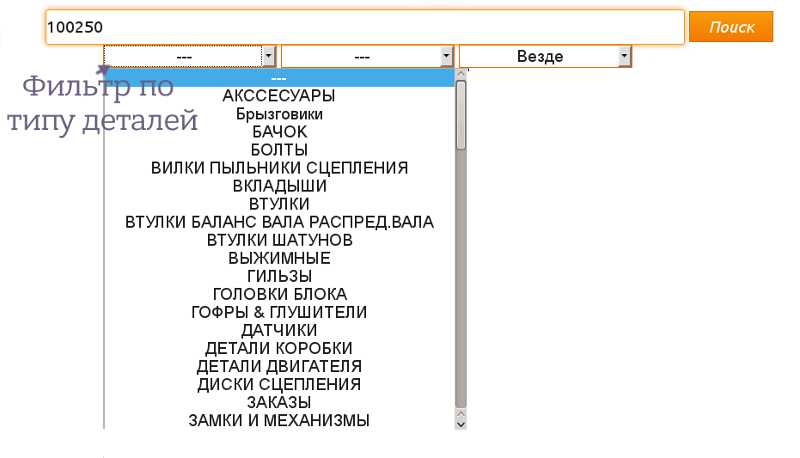 100250
Поиск
---
---
Везде
Фильтр по
типу деталей
---
АКССЕСУАРЫ
Брызговики
БАЧОК
БОЛТЫ
ВИЛКИ ПЫЛЬНИКИ СЦЕПЛЕНИЯ
ВКЛАДЫШИ
ВТУЛКИ
ВТУЛКИ БАЛАНС ВАЛА РАСПРЕД.ВАЛА
ВТУЛКИ ШАТУНОВ
ВЫЖИМНЫЕ
ГИЛЬЗЫ
ГОЛОВКИ БЛОКА
ГОФРЫ & ГЛУШИТЕЛИ
ДАТЧИКИ
ДЕТАЛИ КОРОБКИ
ДЕТАЛИ ДВИГАТЕЛЯ
ДИСКИ СЦЕПЛЕНИЯ
ЗАКАЗЫ
ЗАМКИ И МЕХАНИЗМЫ